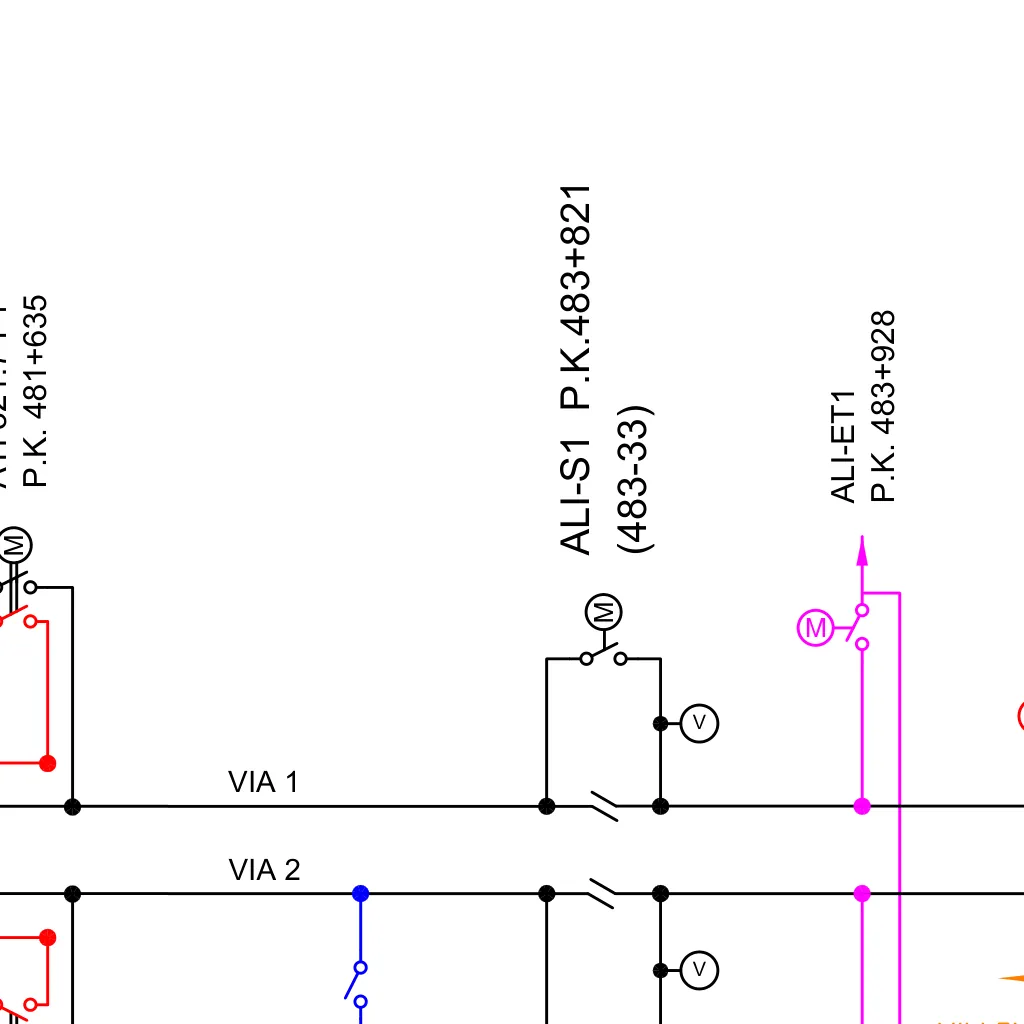 P.K. 481+635
M
ALI-S1 P.K.483+821
(483-33)
M
V
ALI-ET1
P.K. 483+928
M
VIA 1
VIA 2
V